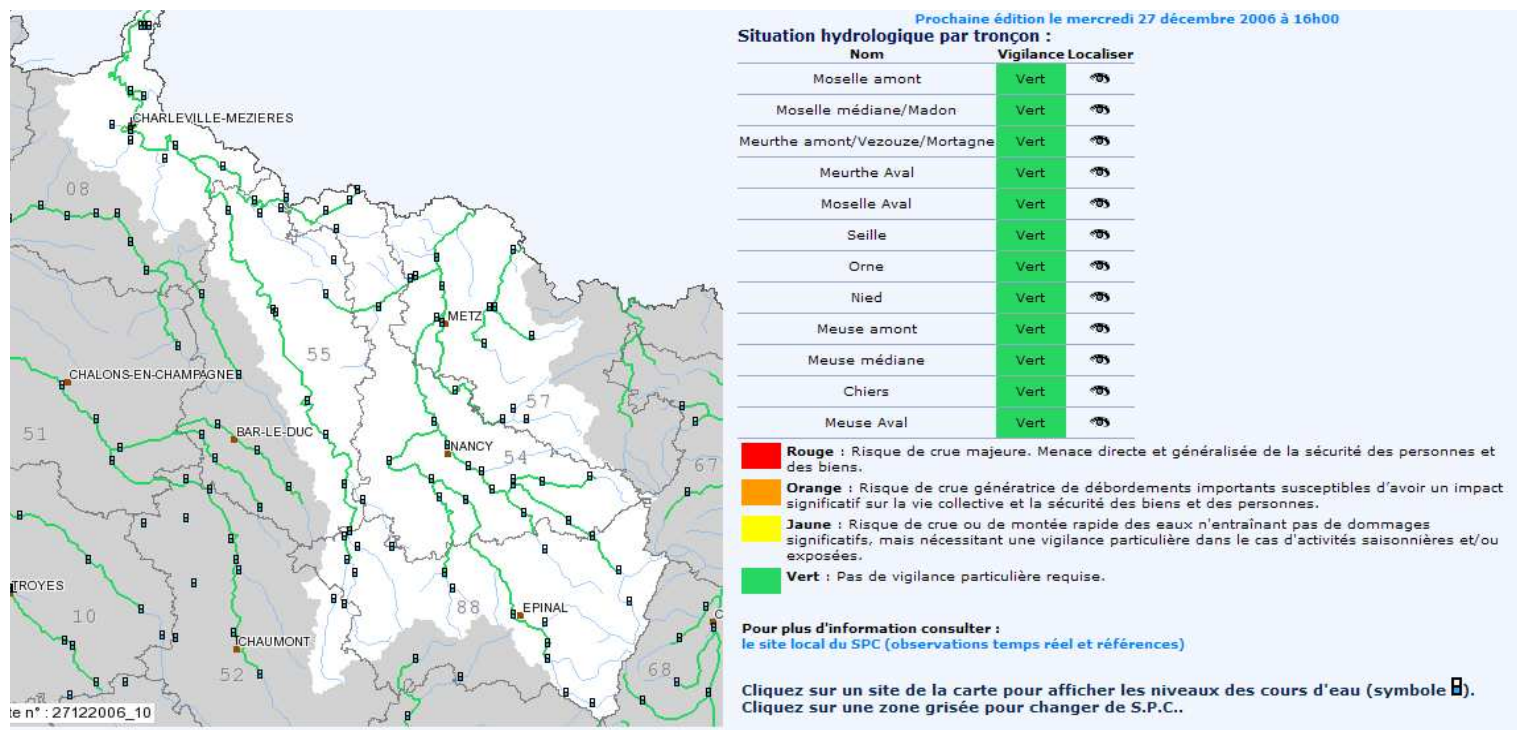 CHARLEVILLE-MEZIERES
08
METZ
55
CHALONS-EN-CHAMPAGNE
57
51
BAR-LE-DUC
NANCY
54
67
TROYES
10
88
EPINAL
C
CHAUMONT
52
68
te n° : 27122006_10
Prochaine édition le mercredi 27 décembre 2006 à 16h00
Situation hydrologique par tronçon :
Nom Vigilance Localiser
Moselle amont Vert
Moselle médiane/Madon Vert
Meurthe amont/Vezouze/Mortagne Vert
Meurthe Aval Vert
Moselle Aval Vert
Seille Vert
Orne Vert
Nied Vert
Meuse amont Vert
Meuse médiane Vert
Chiers Vert
Meuse Aval Vert
Rouge : Risque de crue majeure. Menace directe et généralisée de la sécurité des personnes et
des biens.
Orange : Risque de crue génératrice de débordements importants susceptibles d’avoir un impact
significatif sur la vie collective et la sécurité des biens et des personnes.
Jaune : Risque de crue ou de montée rapide des eaux n'entraînant pas de dommages
significatifs, mais nécessitant une vigilance particulière dans le cas d'activités saisonnières et/ou
exposées.
Vert : Pas de vigilance particulière requise.
Pour plus d'information consulter :
le site local du SPC (observations temps réel et références)
Cliquez sur un site de la carte pour afficher les niveaux des cours d'eau (symbole ).
Cliquez sur une zone grisée pour changer de S.P.C..